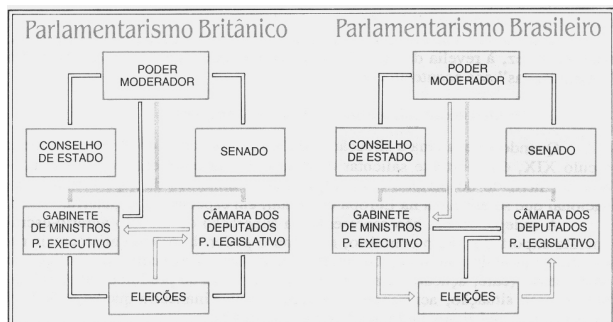 Parlamentarismo Britânico
PODER
MODERADOR
CONSELHO
DE ESTADO
SENADO
GABINETE
DE MINISTROS
P. EXECUTIVO
CÂMARA DOS
DEPUTADOS
P. LEGISLATIVO
ELEIÇÕES
Parlamentarismo Brasileiro
PODER
MODERADOR
CONSELHO
DE ESTADO
SENADO
GABINETE
DE MINISTROS
P. EXECUTIVO
CÂMARA DOS
DEPUTADOS
P. LEGISLATIVO
ELEIÇÕES